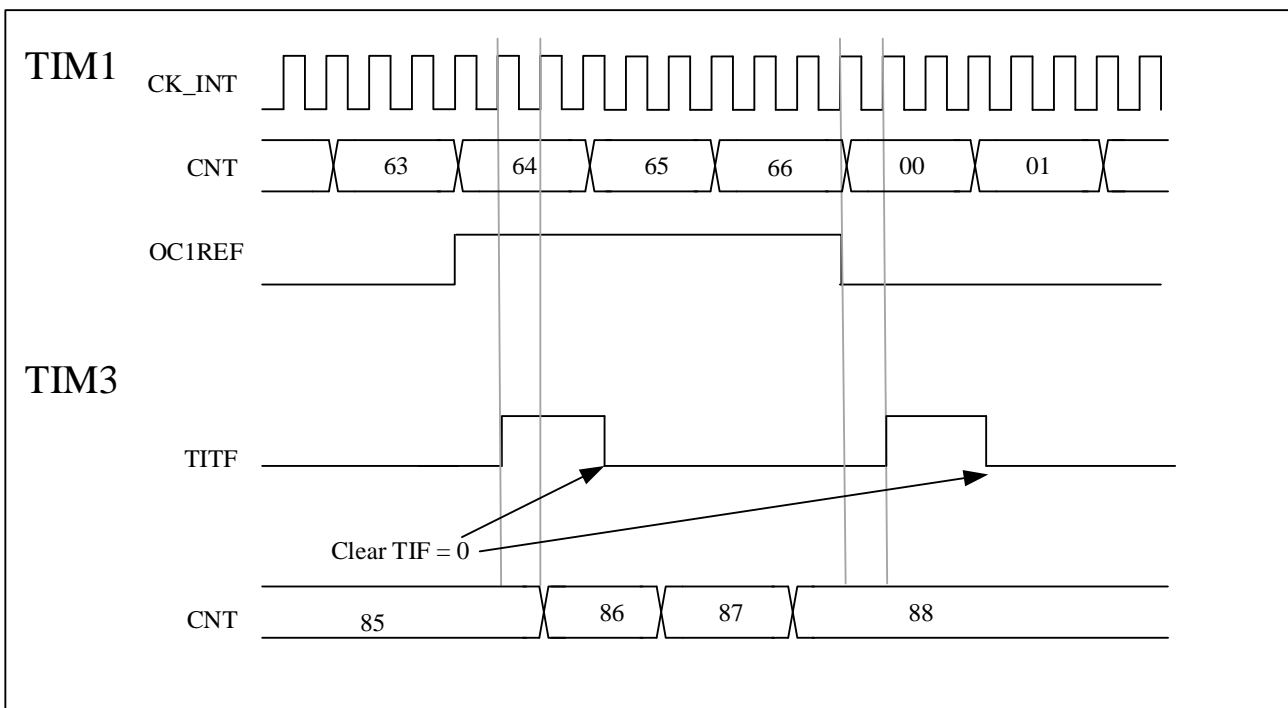 TIM1
CK_INT
CNT
63
64
65
66
00
01
OC1REF
TIM3
TITF
Clear TIF = 0
CNT
85
86
87
88